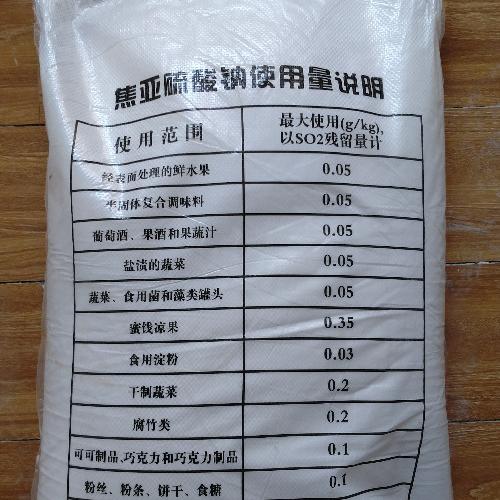 焦亚硫酸钠使用量说明
使用范围
最大使用(g/kg),
以SO2残留量计
经表面处理的鲜水果 0.05
半固体复合调味料 0.05
葡萄酒、果酒和果蔬汁 0.05
盐渍的蔬菜 0.05
蔬菜、食用菌和藻类罐头 0.05
蜜饯凉果 0.35
食用淀粉 0.03
干制蔬菜 0.2
腐竹类 0.2
可可制品、巧克力和巧克力制品 0.1
粉丝、粉条、饼干、食糖 0.1